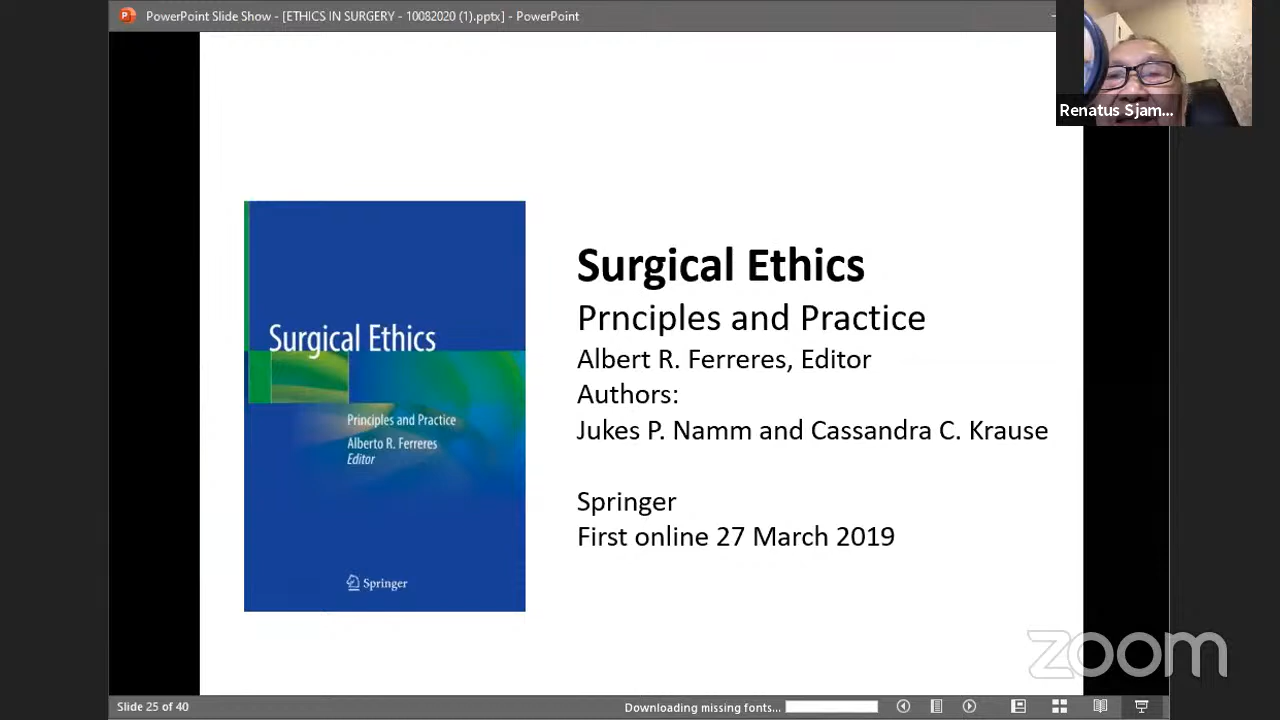 PowerPoint Slide Show - [ETHICS IN SURGERY - 10082020 (1).pptx] - PowerPoint
Renatus Sjam...
Surgical Ethics
Principles and Practice
Alberto R. Ferreres
Editor
Springer
Surgical Ethics
Prnciples and Practice
Albert R. Ferreres, Editor
Authors:
Jukes P. Namm and Cassandra C. Krause
Springer
First online 27 March 2019
zoom
Slide 25 of 40
Downloading missing fonts...